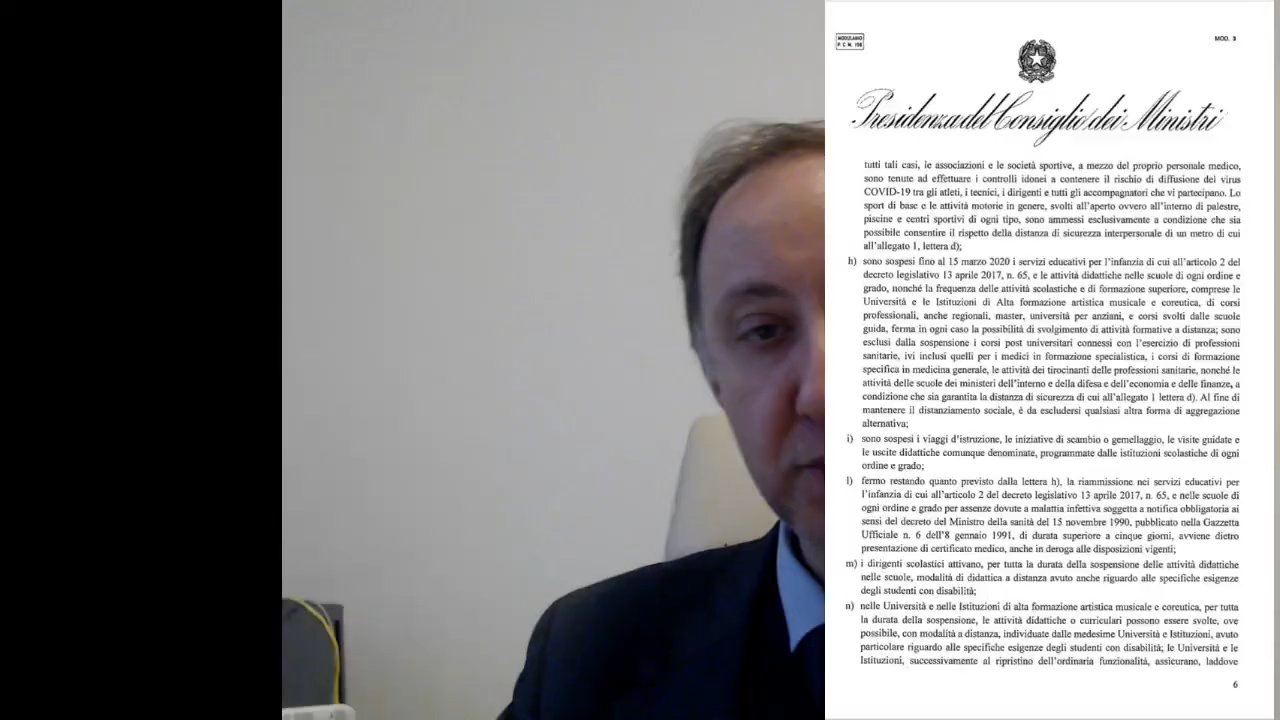 MODULARIO
P. C. M. 198
MOD. 3
Presidenza del Consiglio dei Ministri
tutti tali casi, le associazioni e le società sportive, a mezzo del proprio personale medico,
sono tenute ad effettuare i controlli idonei a contenere il rischio di diffusione del virus
COVID-19 tra gli atleti, i tecnici, i dirigenti e tutti gli accompagnatori che vi partecipano. Lo
sport di base e le attività motorie in genere, svolti all'aperto ovvero all'interno di palestre,
piscine e centri sportivi di ogni tipo, sono ammessi esclusivamente a condizione che sia
possibile consentire il rispetto della distanza di sicurezza interpersonale di un metro di cui
all'allegato 1, lettera d);
h) sono sospesi fino al 15 marzo 2020 i servizi educativi per l'infanzia di cui all'articolo 2 del
decreto legislativo 13 aprile 2017, n. 65, e le attività didattiche nelle scuole di ogni ordine e
grado, nonché la frequenza delle attività scolastiche e di formazione superiore, comprese le
Università e le Istituzioni di Alta formazione artistica musicale e coreutica, di corsi
professionali, anche regionali, master, università per anziani, e corsi svolti dalle scuole
guida, ferma in ogni caso la possibilità di svolgimento di attività formative a distanza; sono
esclusi dalla sospensione i corsi post universitari connessi con l'esercizio di professioni
sanitarie, ivi inclusi quelli per i medici in formazione specialistica, i corsi di formazione
specifica in medicina generale, le attività dei tirocinanti delle professioni sanitarie, nonché le
attività delle scuole dei ministeri dell'interno e della difesa e dell'economia e delle finanze, a
condizione che sia garantita la distanza di sicurezza di cui all'allegato 1 lettera d). Al fine di
mantenere il distanziamento sociale, è da escludersi qualsiasi altra forma di aggregazione
alternativa;
i) sono sospesi i viaggi d'istruzione, le iniziative di scambio o gemellaggio, le visite guidate e
le uscite didattiche comunque denominate, programmate dalle istituzioni scolastiche di ogni
ordine e grado;
l) fermo restando quanto previsto dalla lettera h), la riammissione nei servizi educativi per
l'infanzia di cui all'articolo 2 del decreto legislativo 13 aprile 2017, n. 65, e nelle scuole di
ogni ordine e grado per assenze dovute a malattia infettiva soggetta a notifica obbligatoria ai
sensi del decreto del Ministro della sanità del 15 novembre 1990, pubblicato nella Gazzetta
Ufficiale n. 6 dell'8 gennaio 1991, di durata superiore a cinque giorni, avviene dietro
presentazione di certificato medico, anche in deroga alle disposizioni vigenti;
m) i dirigenti scolastici attivano, per tutta la durata della sospensione delle attività didattiche
nelle scuole, modalità di didattica a distanza avuto anche riguardo alle specifiche esigenze
degli studenti con disabilità;
n) nelle Università e nelle Istituzioni di alta formazione artistica musicale e coreutica, per tutta
la durata della sospensione, le attività didattiche o curriculari possono essere svolte, ove
possibile, con modalità a distanza, individuate dalle medesime Università e Istituzioni, avuto
particolare riguardo alle specifiche esigenze degli studenti con disabilità; le Università e le
Istituzioni, successivamente al ripristino dell'ordinaria funzionalità, assicurano, laddove
6